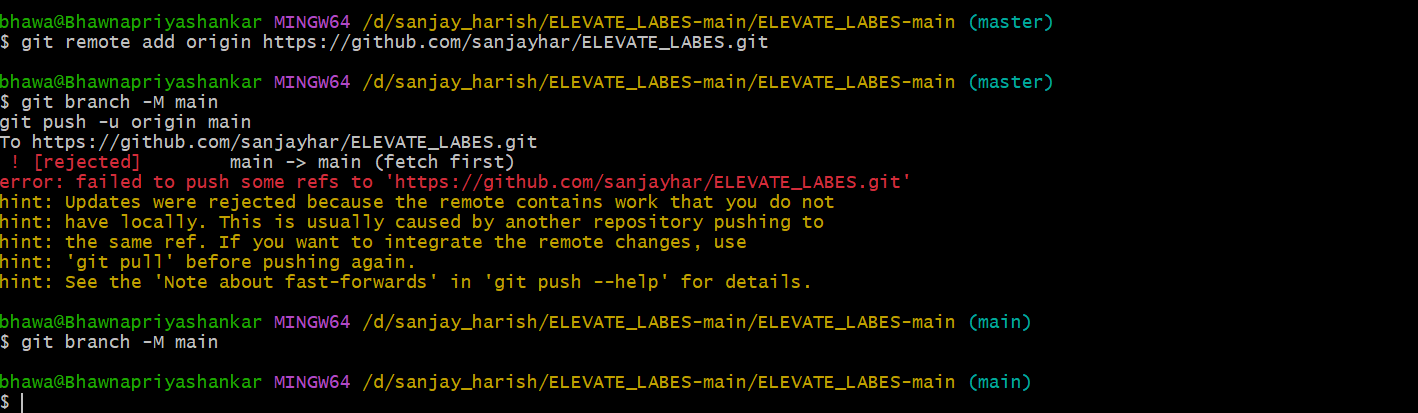 bhawa@Bhawnapriyashankar MINGW64 /d/sanjay_harish/ELEVATE_LABES-main/ELEVATE_LABES-main (master)
$ git remote add origin https://github.com/sanjayhar/ELEVATE_LABES.git
bhawa@Bhawnapriyashankar MINGW64 /d/sanjay_harish/ELEVATE_LABES-main/ELEVATE_LABES-main (master)
$ git branch -M main
git push -u origin main
To https://github.com/sanjayhar/ELEVATE_LABES.git
 ! [rejected]        main -> main (fetch first)
error: failed to push some refs to 'https://github.com/sanjayhar/ELEVATE_LABES.git'
hint: Updates were rejected because the remote contains work that you do not
hint: have locally. This is usually caused by another repository pushing to
hint: the same ref. If you want to integrate the remote changes, use
hint: 'git pull' before pushing again.
hint: See the 'Note about fast-forwards' in 'git push --help' for details.
bhawa@Bhawnapriyashankar MINGW64 /d/sanjay_harish/ELEVATE_LABES-main/ELEVATE_LABES-main (main)
$ git branch -M main
bhawa@Bhawnapriyashankar MINGW64 /d/sanjay_harish/ELEVATE_LABES-main/ELEVATE_LABES-main (main)
$